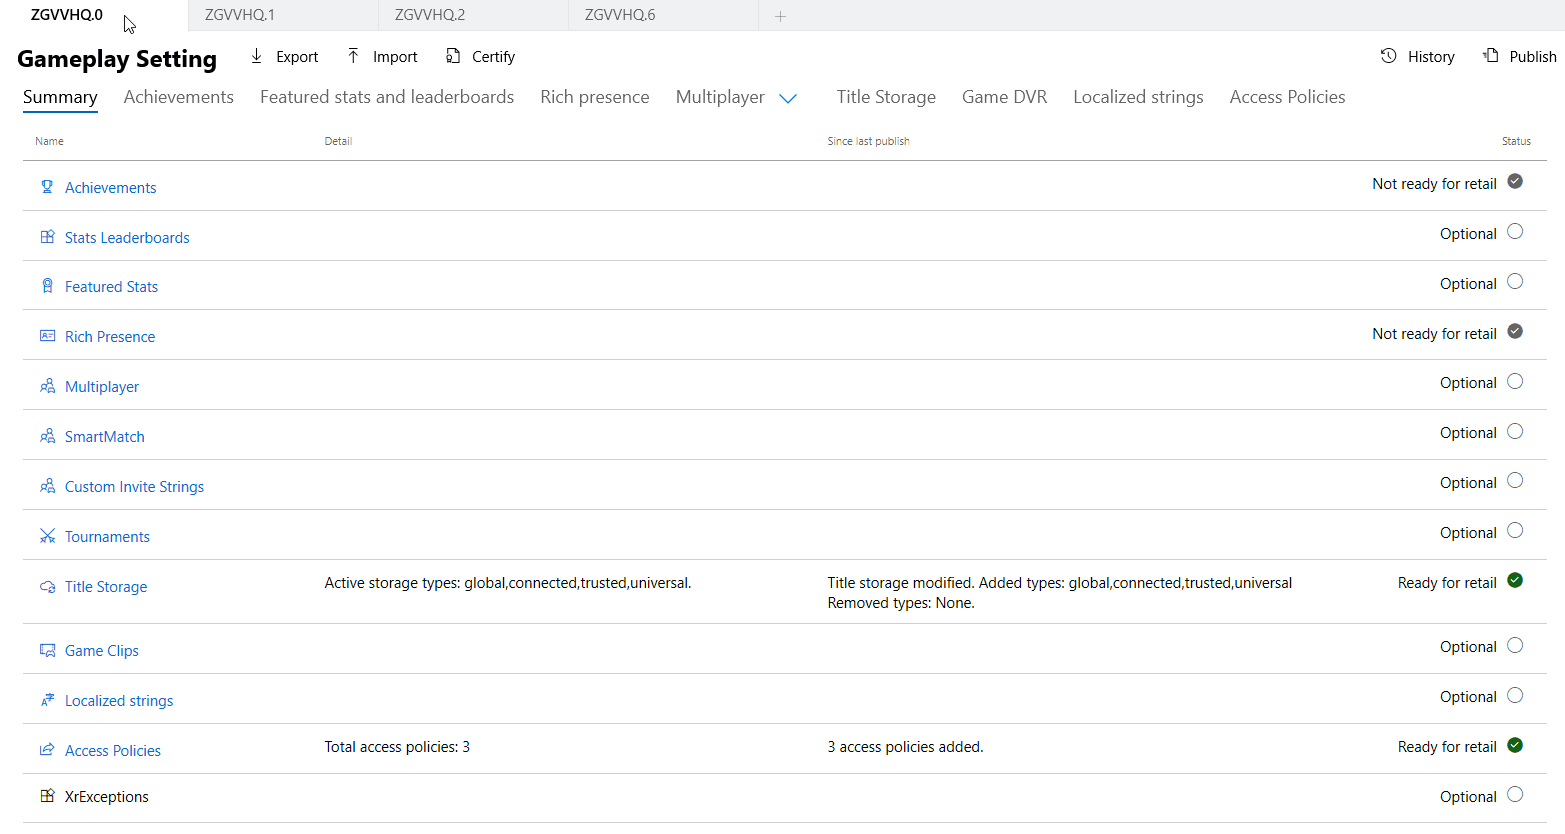 ZGVVHQ.0 ZGVVHQ.1 ZGVVHQ.2 ZGVVHQ.6
Gameplay Setting Export Import Certify History Publish
Summary Achievements Featured stats and leaderboards Rich presence Multiplayer Title Storage Game DVR Localized strings Access Policies
Name Detail Since last publish Status
Achievements Not ready for retail
Stats Leaderboards Optional
Featured Stats Optional
Rich Presence Not ready for retail
Multiplayer Optional
SmartMatch Optional
Custom Invite Strings Optional
Tournaments Optional
Title Storage Active storage types: global,connected,trusted,universal. Title storage modified. Added types: global,connected,trusted,universal Ready for retail
Removed types: None.
Game Clips Optional
Localized strings Optional
Access Policies Total access policies: 3 3 access policies added. Ready for retail
XrExceptions Optional